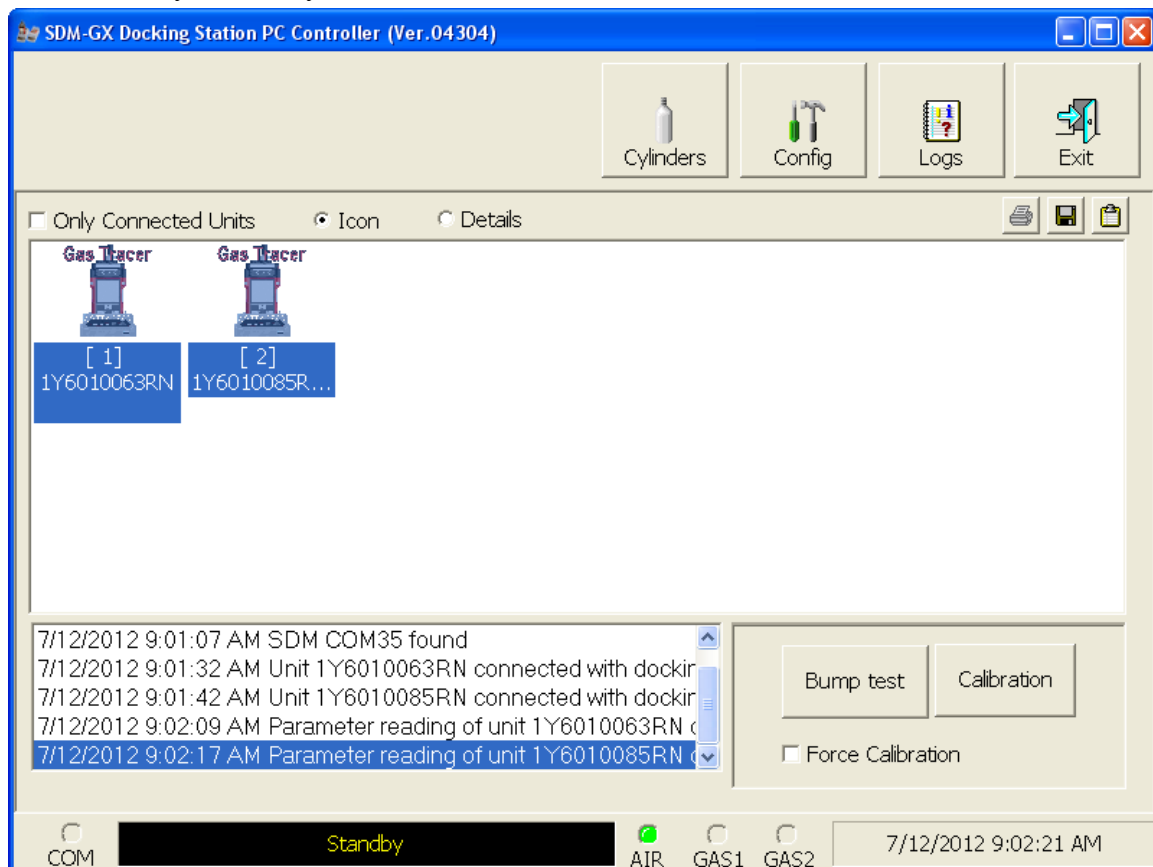 SDM-GX Docking Station PC Controller (Ver.04304)
Cylinders
Config
Logs
Exit
Only Connected Units
Icon
Details
Gas Tracer
Gas Tracer
[ 1]
1Y6010063RN
[ 2]
1Y6010085R...
7/12/2012 9:01:07 AM SDM COM35 found
7/12/2012 9:01:32 AM Unit 1Y6010063RN connected with dockin
7/12/2012 9:01:42 AM Unit 1Y6010085RN connected with dockin
7/12/2012 9:02:09 AM Parameter reading of unit 1Y6010063RN
7/12/2012 9:02:17 AM Parameter reading of unit 1Y6010085RN
Bump test
Calibration
Force Calibration
COM
Standby
AIR
GAS1
GAS2
7/12/2012 9:02:21 AM